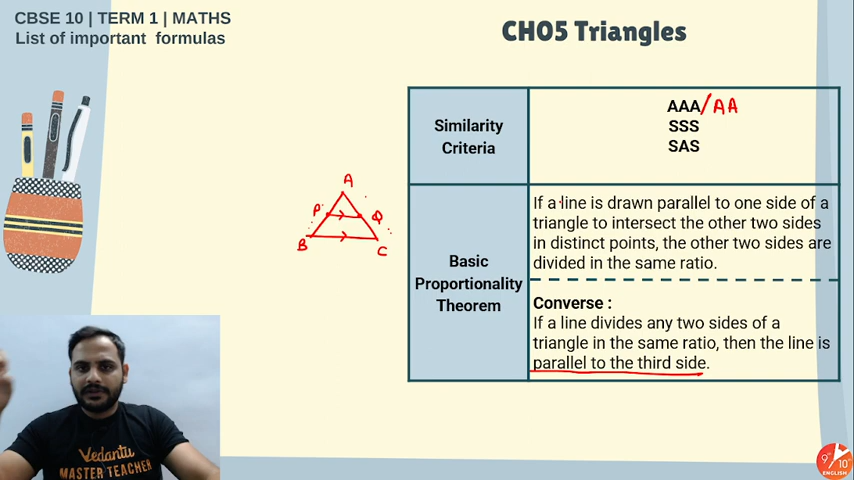 CBSE 10 | TERM 1 | MATHS
List of important formulas
CH05 Triangles
Similarity
Criteria
AAA/AA
SSS
SAS
A
P
Q
B
C
Basic
Proportionality
Theorem
If a line is drawn parallel to one side of a
triangle to intersect the other two sides
in distinct points, the other two sides are
divided in the same ratio.
Converse :
If a line divides any two sides of a
triangle in the same ratio, then the line is
parallel to the third side.
Vedantu
MASTER TEACHER
9th 10th
ENGLISH